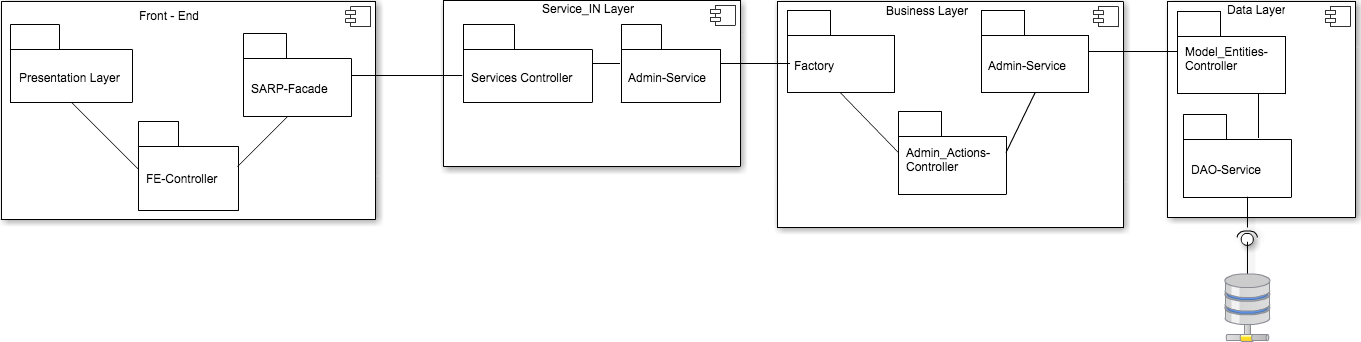 Front - End
Presentation Layer
SARP-Facade
FE-Controller
Service_IN Layer
Services Controller
Admin-Service
Business Layer
Factory
Admin-Service
Admin_Actions-
Controller
Data Layer
Model_Entities-
Controller
DAO-Service